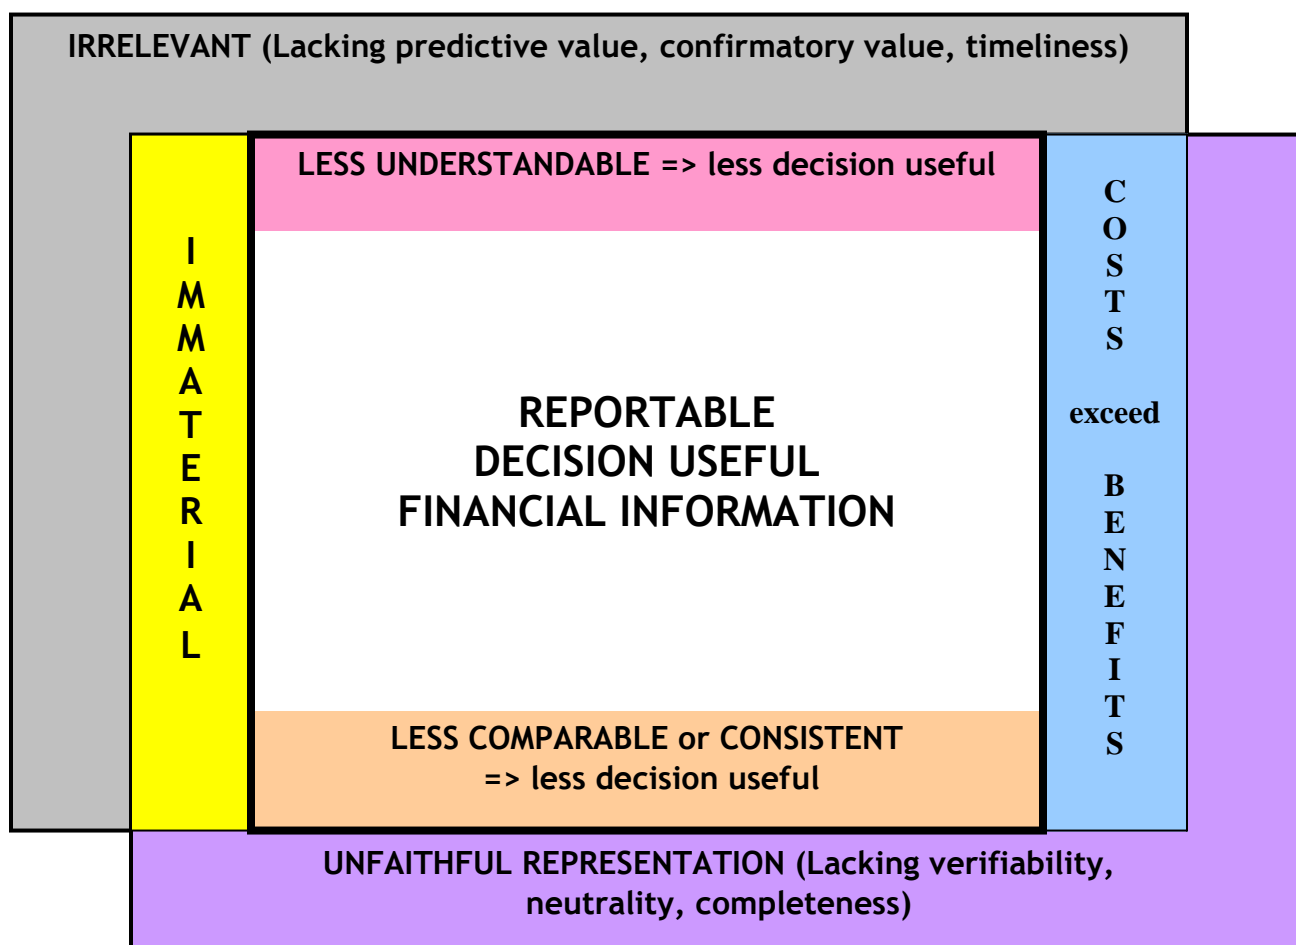 IRRELEVANT (Lacking predictive value, confirmatory value, timeliness)
LESS UNDERSTANDABLE => less decision useful
I
M
M
A
T
E
R
I
A
L
REPORTABLE
DECISION USEFUL
FINANCIAL INFORMATION
C
O
S
T
S
exceed
B
E
N
E
F
I
T
S
LESS COMPARABLE or CONSISTENT
=> less decision useful
UNFAITHFUL REPRESENTATION (Lacking verifiability,
neutrality, completeness)